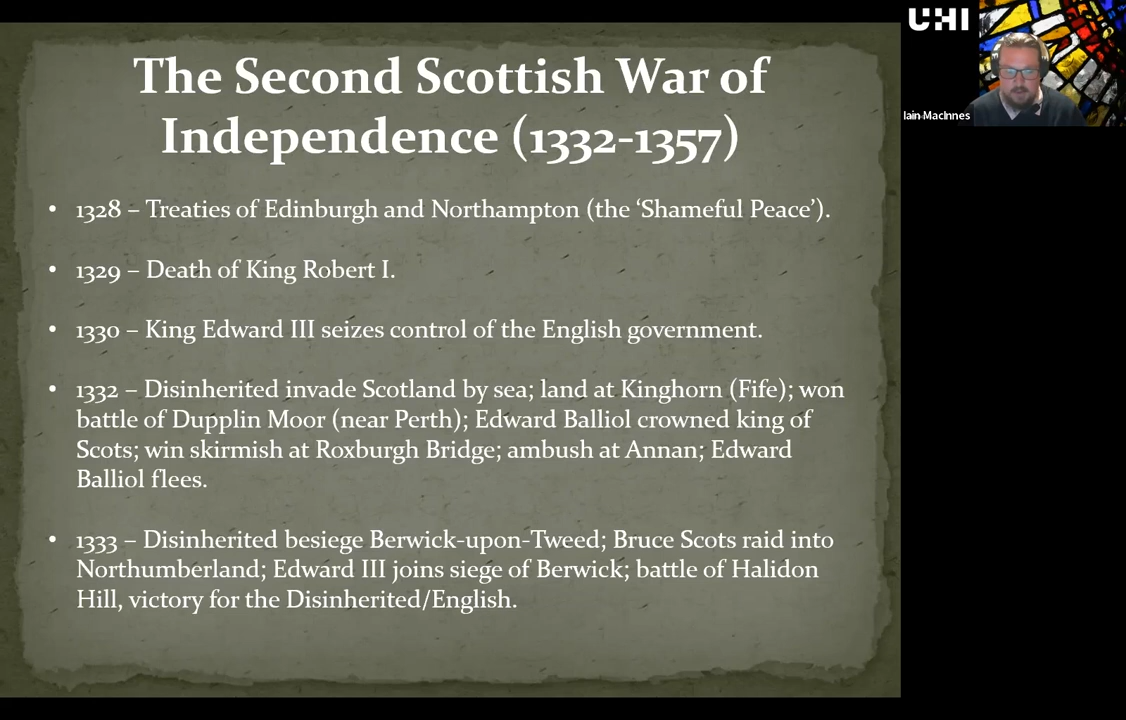 The Second Scottish War of
Independence (1332-1357)
• 1328 – Treaties of Edinburgh and Northampton (the ‘Shameful Peace’).
• 1329 – Death of King Robert I.
• 1330 – King Edward III seizes control of the English government.
• 1332 – Disinherited invade Scotland by sea; land at Kinghorn (Fife); won
battle of Dupplin Moor (near Perth); Edward Balliol crowned king of
Scots; win skirmish at Roxburgh Bridge; ambush at Annan; Edward
Balliol flees.
• 1333 – Disinherited besiege Berwick-upon-Tweed; Bruce Scots raid into
Northumberland; Edward III joins siege of Berwick; battle of Halidon
Hill, victory for the Disinherited/English.
UHI
Iain MacInnes